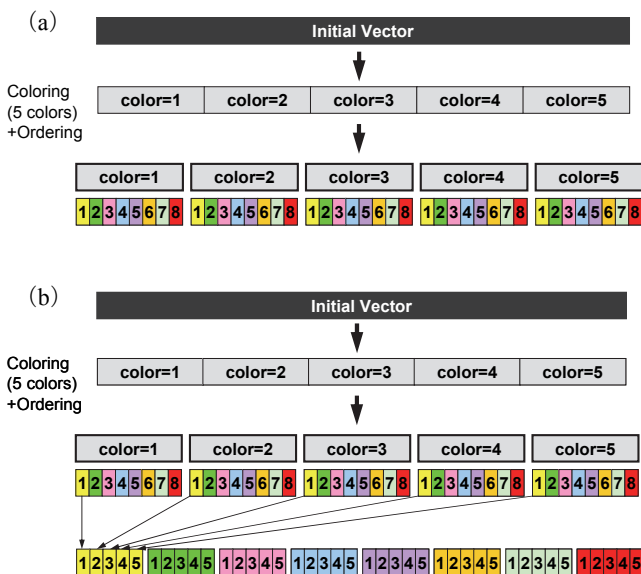 (a)
Initial Vector
Coloring
(5 colors)
+Ordering
color=1 color=2 color=3 color=4 color=5
color=1 color=2 color=3 color=4 color=5
12345678 12345678 12345678 12345678 12345678
(b)
Initial Vector
Coloring
(5 colors)
+Ordering
color=1 color=2 color=3 color=4 color=5
color=1 color=2 color=3 color=4 color=5
12345678 12345678 12345678 12345678 12345678
12345 12345 12345 12345 12345 12345 12345 12345